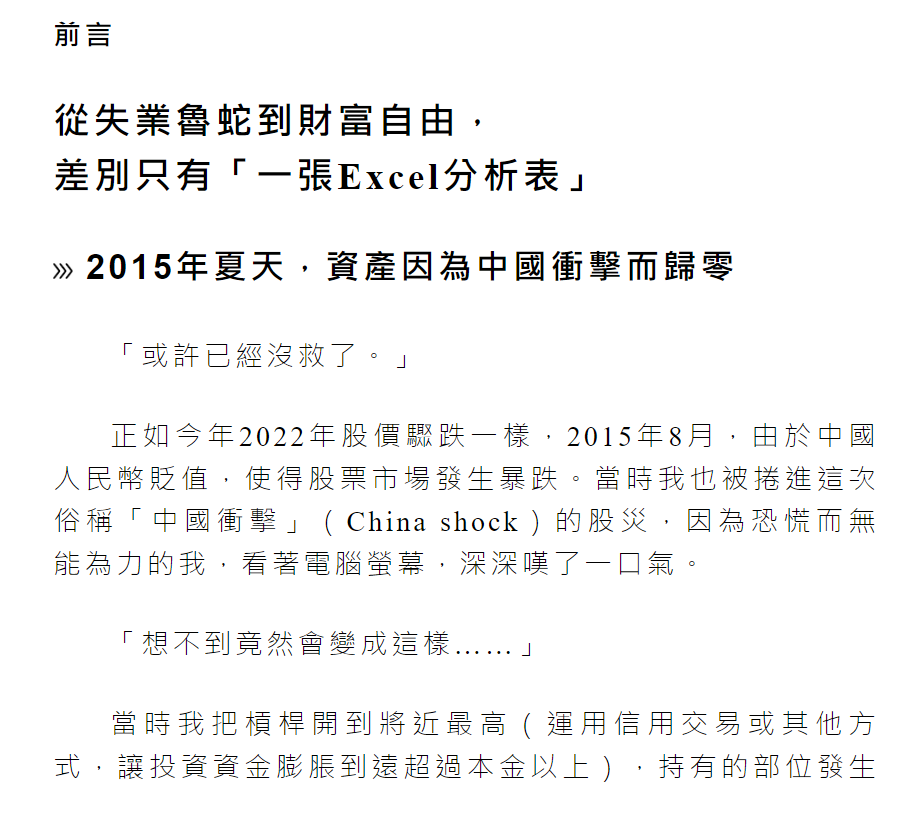 前言
從失業魯蛇到財富自由，
差別只有「一張Excel分析表」
››› 2015年夏天，資產因為中國衝擊而歸零
「或許已經沒救了。」
正如今年2022年股價驟跌一樣，2015年8月，由於中國
人民幣貶值，使得股票市場發生暴跌。當時我也被捲進這次
俗稱「中國衝擊」（China shock）的股災，因為恐慌而無
能為力的我，看著電腦螢幕，深深嘆了一口氣。
「想不到竟然會變成這樣……」
當時我把槓桿開到將近最高（運用信用交易或其他方
式，讓投資資金膨脹到遠超過本金以上），持有的部位發生